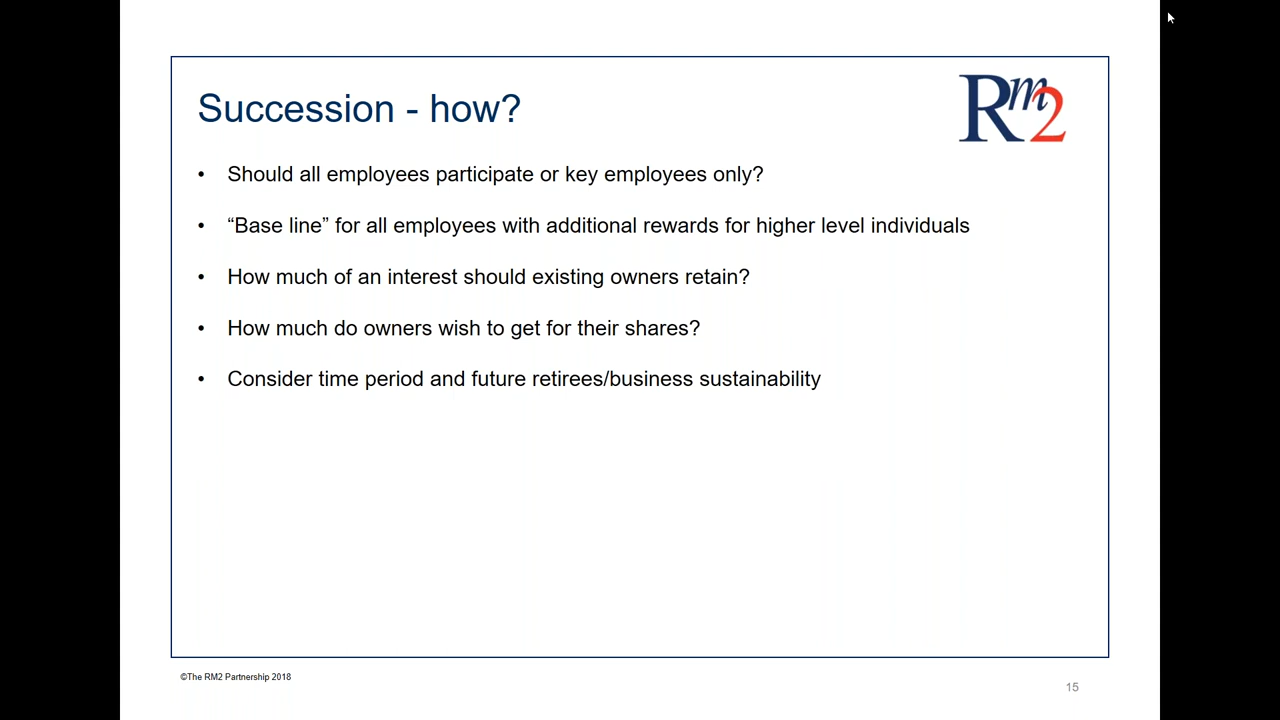 Succession - how?
Rm2
• Should all employees participate or key employees only?
• “Base line” for all employees with additional rewards for higher level individuals
• How much of an interest should existing owners retain?
• How much do owners wish to get for their shares?
• Consider time period and future retirees/business sustainability
©The RM2 Partnership 2018
15